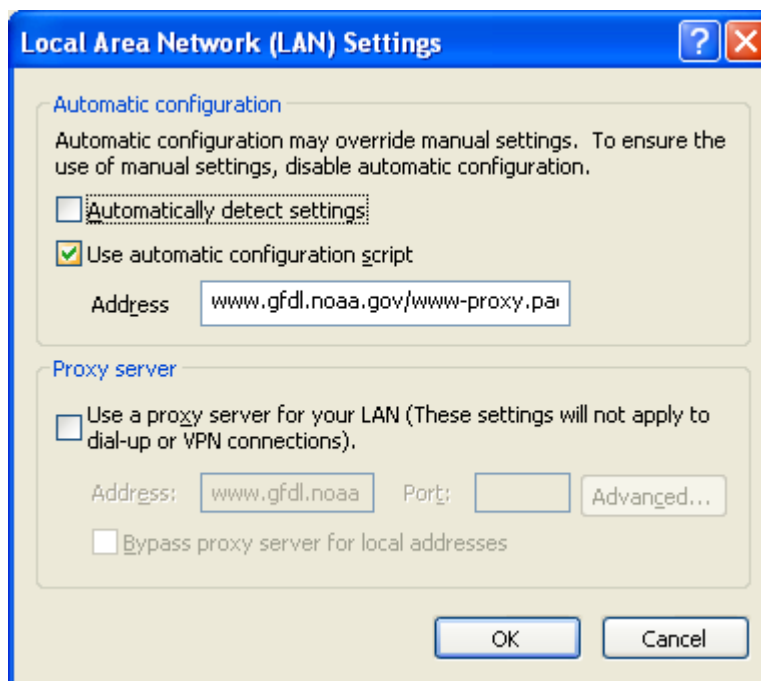 Local Area Network (LAN) Settings
Automatic configuration
Automatic configuration may override manual settings. To ensure the
use of manual settings, disable automatic configuration.
Automatically detect settings
Use automatic configuration script
Address www.gfdl.noaa.gov/www-proxy.pac
Proxy server
Use a proxy server for your LAN (These settings will not apply to
dial-up or VPN connections).
Address: www.gfdl.noaa Port: Advanced...
Bypass proxy server for local addresses
OK Cancel